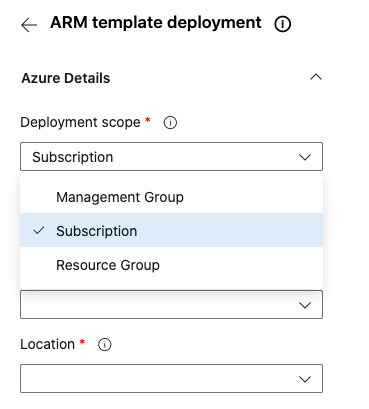 ARM template deployment
Azure Details
Deployment scope *
Subscription
Management Group
Subscription
Resource Group
Location *